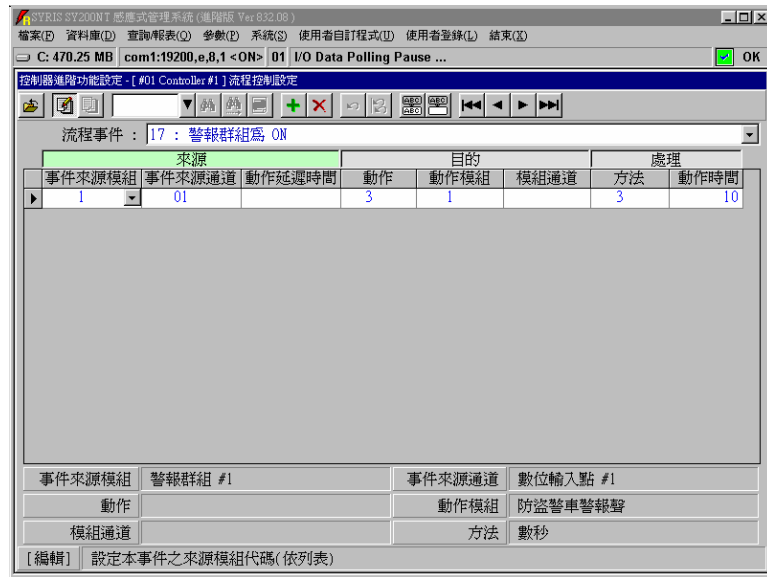 SYRIS SY200NT 感應式管理系統 (進階版 Ver 832.08 )
檔案(F) 資料庫(D) 查詢/報表(Q) 參數(P) 系統(S) 使用者自訂程式(U) 使用者登錄(L) 結束(X)
C: 470.25 MB com1:19200,e,8,1 <ON> 01 I/O Data Polling Pause ... OK
控制器進階功能設定 - [ #01 Controller #1 ] 流程控制設定
流程事件 : 17 : 警報群組為 ON
來源 目的 處理
事件來源模組 事件來源通道 動作延遲時間 動作 動作模組 模組通道 方法 動作時間
1 01 3 1 3 10
事件來源模組 警報群組 #1 事件來源通道 數位輸入點 #1
動作 動作模組 防盜警車警報聲
模組通道 方法 數秒
[編輯] 設定本事件之來源模組代碼(依列表)